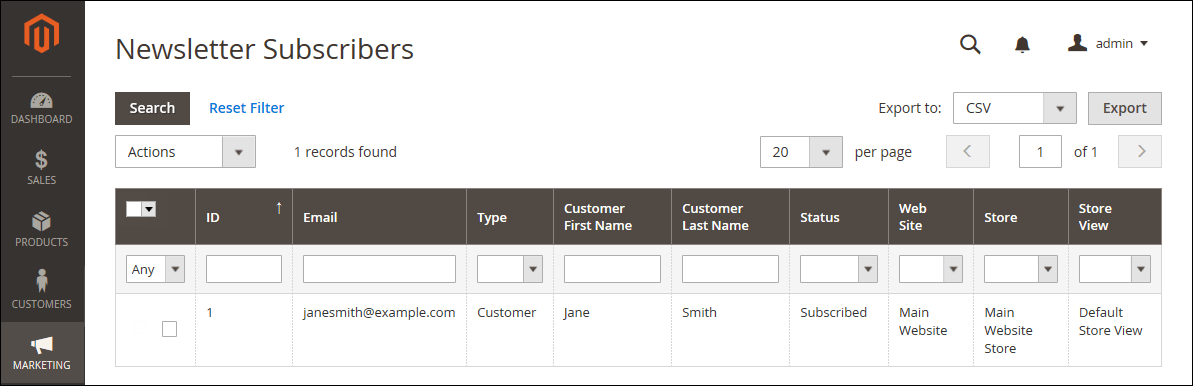 Newsletter Subscribers
admin
DASHBOARD
SALES
PRODUCTS
CUSTOMERS
MARKETING
Search
Reset Filter
Export to:
CSV
Export
Actions
1 records found
20
per page
1
of 1
ID
Email
Type
Customer
First Name
Customer
Last Name
Status
Web
Site
Store
Store
View
Any
1
janesmith@example.com
Customer
Jane
Smith
Subscribed
Main
Website
Main
Website
Store
Default
Store View